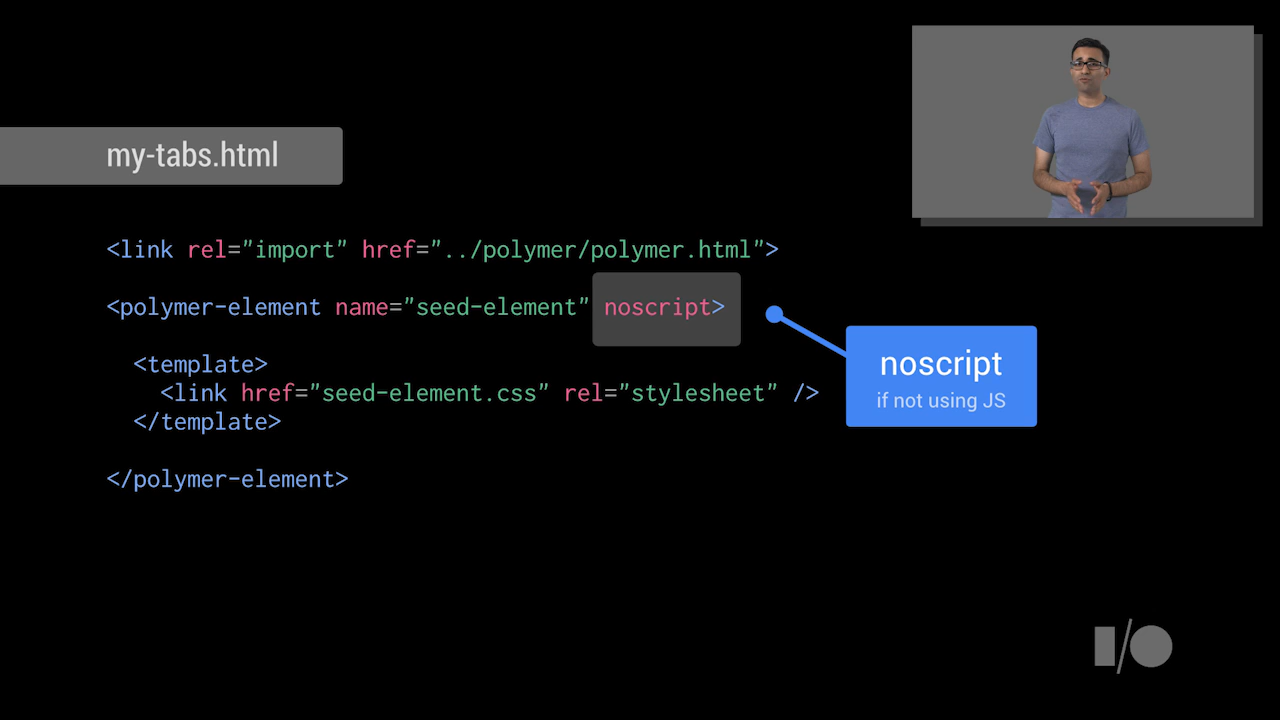 my-tabs.html
<link rel="import" href="../polymer/polymer.html">
<polymer-element name="seed-element" noscript>
<template>
<link href="seed-element.css" rel="stylesheet" />
</template>
</polymer-element>
noscript
if not using JS
I/O